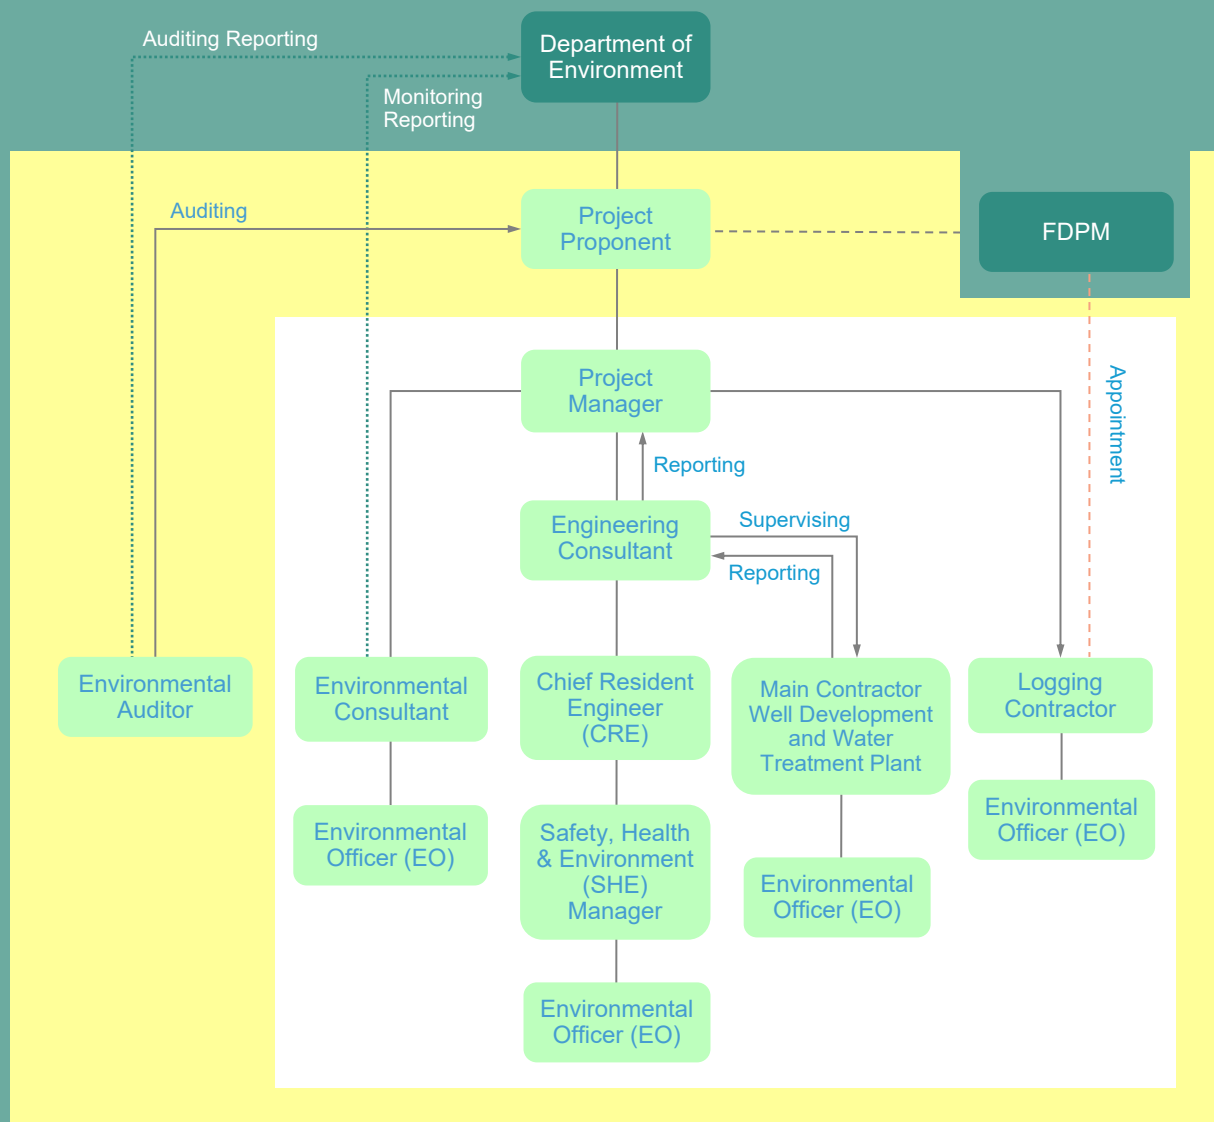 Auditing Reporting
Department of
Environment
Monitoring
Reporting
Auditing
Project
Proponent
FDPM
Project
Manager
Appointment
Reporting
Engineering
Consultant
Supervising
Reporting
Environmental
Auditor
Environmental
Consultant
Chief Resident
Engineer
(CRE)
Main Contractor
Well Development
and Water
Treatment Plant
Logging
Contractor
Environmental
Officer (EO)
Safety, Health
& Environment
(SHE)
Manager
Environmental
Officer (EO)
Environmental
Officer (EO)
Environmental
Officer (EO)